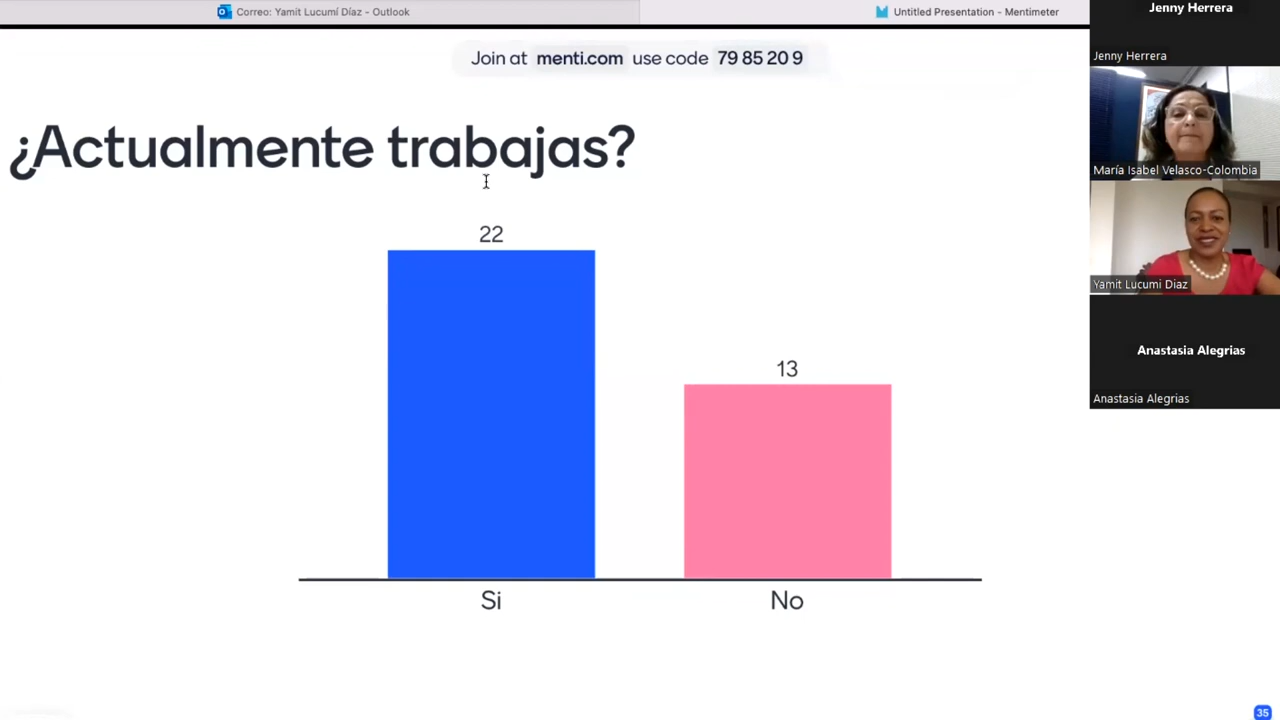 Correo: Yamit Lucumí Díaz - Outlook
Untitled Presentation - Mentimeter
Join at menti.com use code 79 85 20 9
¿Actualmente trabajas?
22
13
Si
No
35
Jenny Herrera
Jenny Herrera
María Isabel Velasco-Colombia
Yamit Lucumi Diaz
Anastasia Alegrias
Anastasia Alegrias